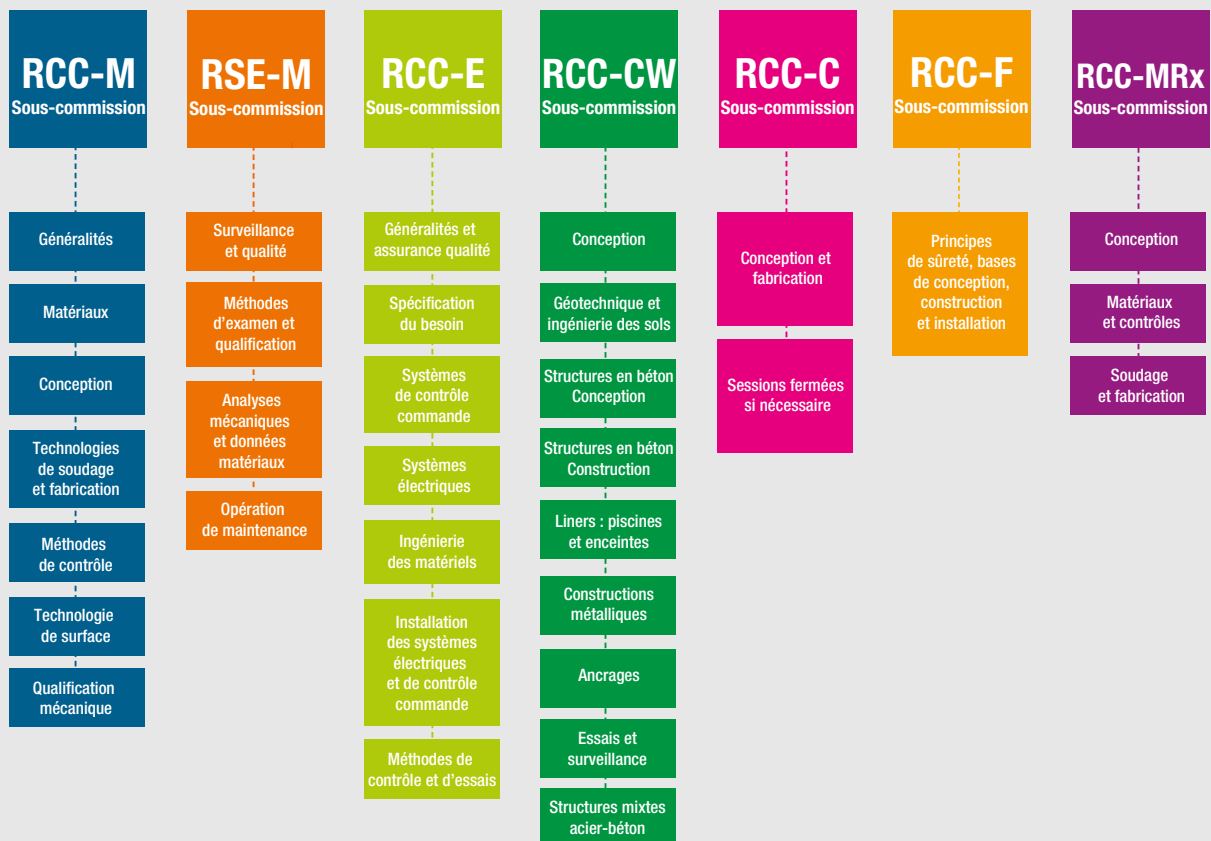 RCC-M
Sous-commission
Généralités
Matériaux
Conception
Technologies
de soudage
et fabrication
Méthodes
de contrôle
Technologie
de surface
Qualification
mécanique
RSE-M
Sous-commission
Surveillance
et qualité
Méthodes
d'examen et
qualification
Analyses
mécaniques
et données
matériaux
Opération
de maintenance
RCC-E
Sous-commission
Généralités et
assurance qualité
Spécification
du besoin
Systèmes
de contrôle
commande
Systèmes
électriques
Ingénierie
des matériels
Installation
des systèmes
électriques
et de contrôle
commande
Méthodes de
contrôle et d'essais
RCC-CW
Sous-commission
Conception
Géotechnique et
ingénierie des sols
Structures en béton
Conception
Structures en béton
Construction
Liners : piscines
et enceintes
Constructions
métalliques
Ancrages
Essais et
surveillance
Structures mixtes
acier-béton
RCC-C
Sous-commission
Conception et
fabrication
Sessions fermées
si nécessaire
RCC-F
Sous-commission
Principes
de sûreté, bases
de conception,
construction
et installation
RCC-MRx
Sous-commission
Conception
Matériaux
et contrôles
Soudage
et fabrication